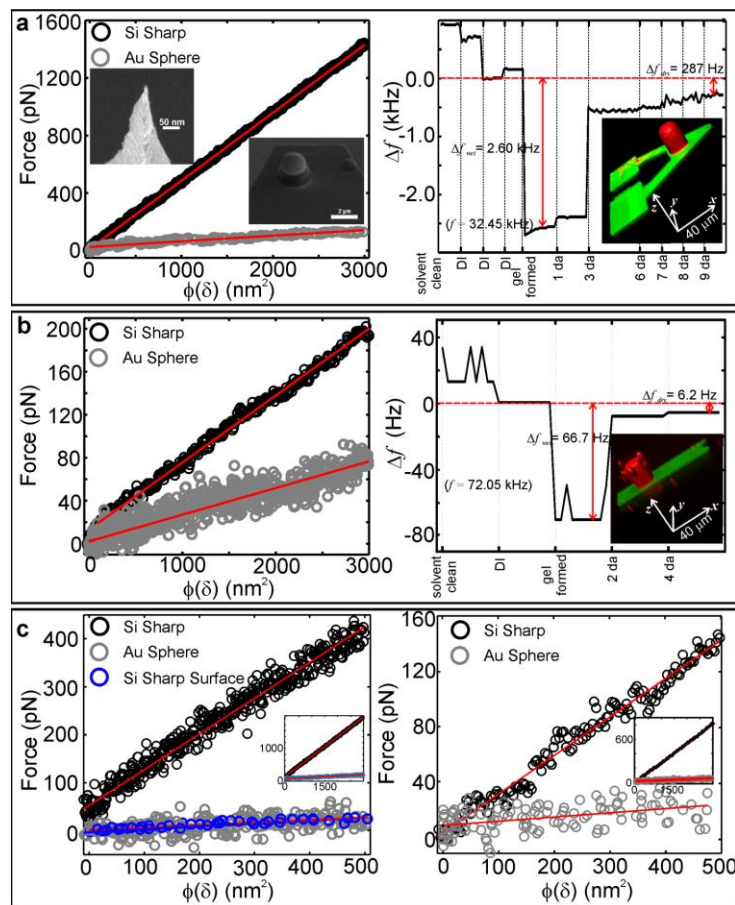 a
Si Sharp
Au Sphere
50 nm
2 µm
Force (pN)
1600
1200
800
400
0
0 1000 2000 3000
ϕ(δ) (nm²)
Δf (kHz)
0.0
-1.0
-2.0
Δf_dry = 287 Hz
Δf_wet = 2.60 kHz
(f = 32.45 kHz)
z y x
40 µm
solvent
clean
DI
DI
DI
gel
formed
1 da
3 da
6 da
7 da
8 da
9 da
b
Si Sharp
Au Sphere
Force (pN)
200
160
120
80
40
0
0 1000 2000 3000
ϕ(δ) (nm²)
Δf (Hz)
40
0
-40
-80
Δf_dry = 6.2 Hz
Δf_wet = 66.7 Hz
(f = 72.05 kHz)
z y x
40 µm
solvent
clean
DI
gel
formed
2 da
4 da
c
Si Sharp
Au Sphere
Si Sharp Surface
Force (pN)
400
300
200
100
0
1000
0 1500
0 100 200 300 400 500
ϕ(δ) (nm²)
Si Sharp
Au Sphere
Force (pN)
160
120
80
40
0
600
0
1500
0 100 200 300 400 500
ϕ(δ) (nm²)